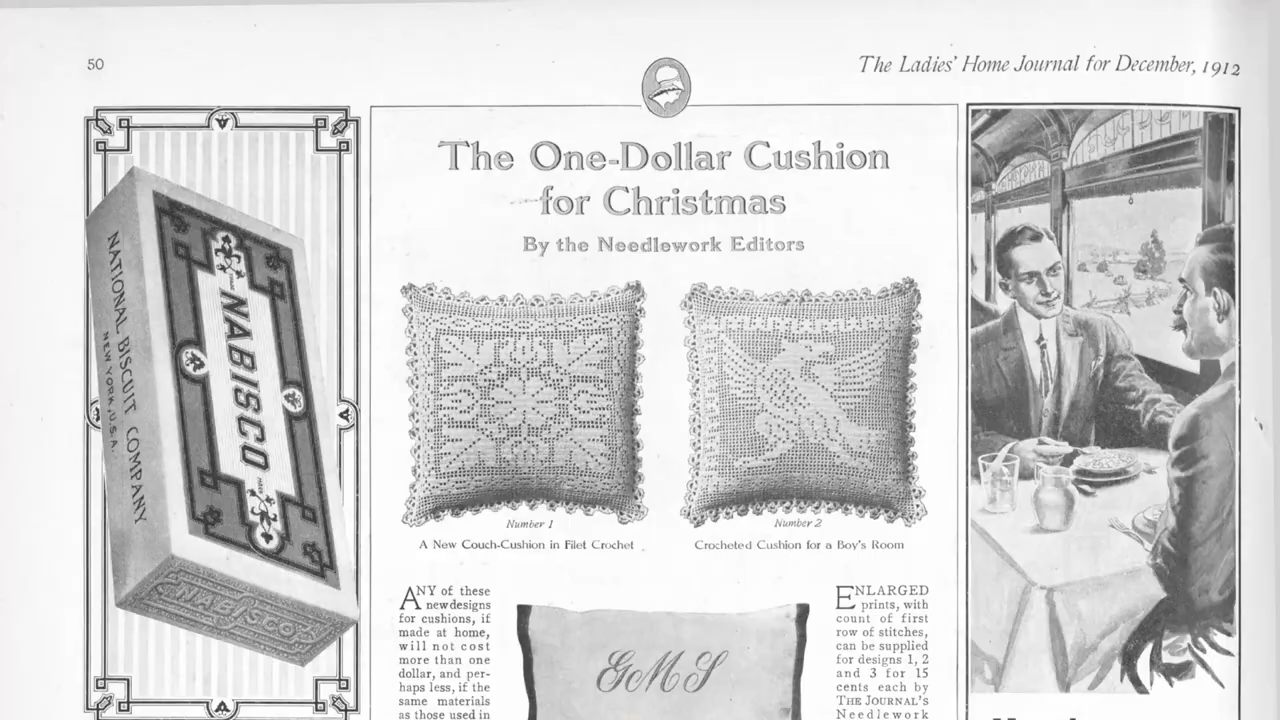 50
The Ladies' Home Journal for December, 1912
NATIONAL BISCUIT COMPANY
NEW YORK, U.S.A.
NABISCO
NABISCO
The One-Dollar Cushion
for Christmas
By the Needlework Editors
Number 1
A New Couch-Cushion in Filet Crochet
Number 2
Crocheted Cushion for a Boy's Room
ANY of these
new designs
for cushions, if
made at home,
will not cost
more than one
dollar, and per-
haps less, if the
same materials
as those used in
GMS
ENLARGED
prints, with
count of first
row of stitches,
can be supplied
for designs 1, 2
and 3 for 15
cents each by
THE JOURNAL'S
Needlework